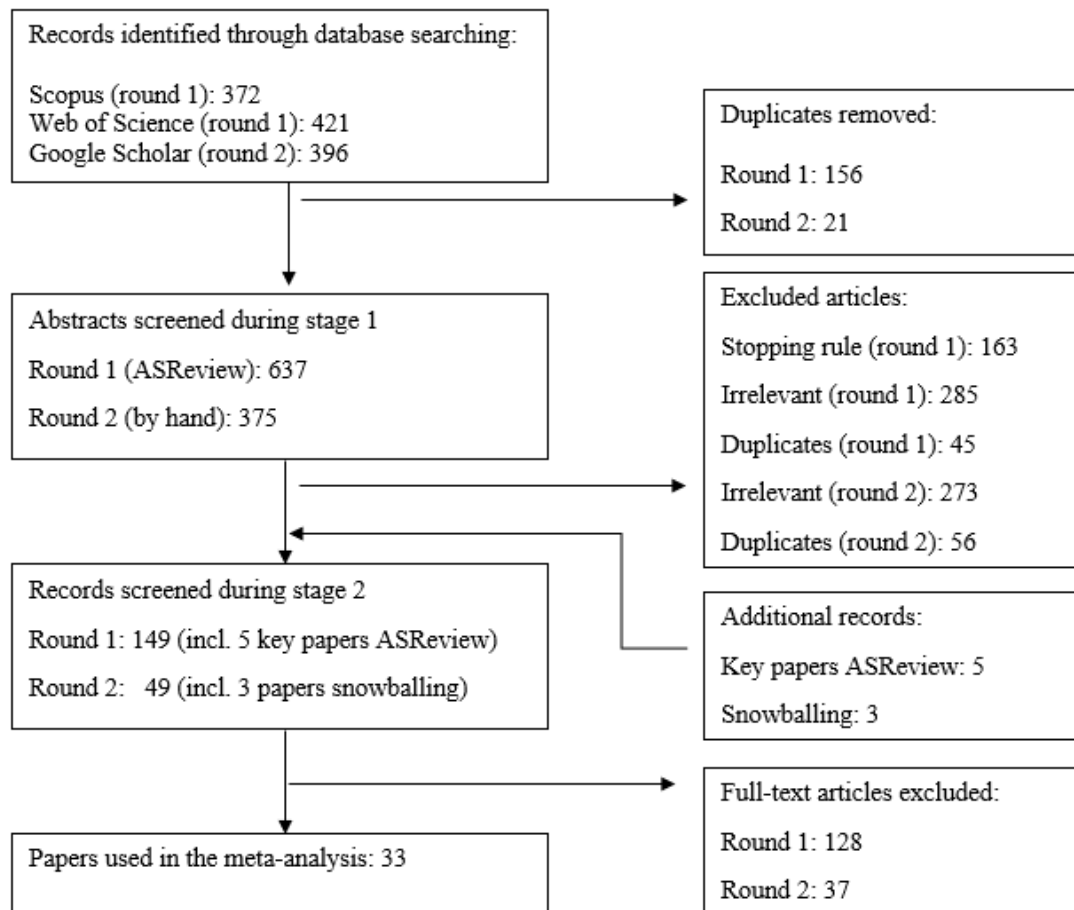 Records identified through database searching:
Scopus (round 1): 372
Web of Science (round 1): 421
Google Scholar (round 2): 396
Duplicates removed:
Round 1: 156
Round 2: 21
Abstracts screened during stage 1
Round 1 (ASReview): 637
Round 2 (by hand): 375
Excluded articles:
Stopping rule (round 1): 163
Irrelevant (round 1): 285
Duplicates (round 1): 45
Irrelevant (round 2): 273
Duplicates (round 2): 56
Records screened during stage 2
Round 1: 149 (incl. 5 key papers ASReview)
Round 2: 49 (incl. 3 papers snowballing)
Additional records:
Key papers ASReview: 5
Snowballing: 3
Full-text articles excluded:
Round 1: 128
Round 2: 37
Papers used in the meta-analysis: 33